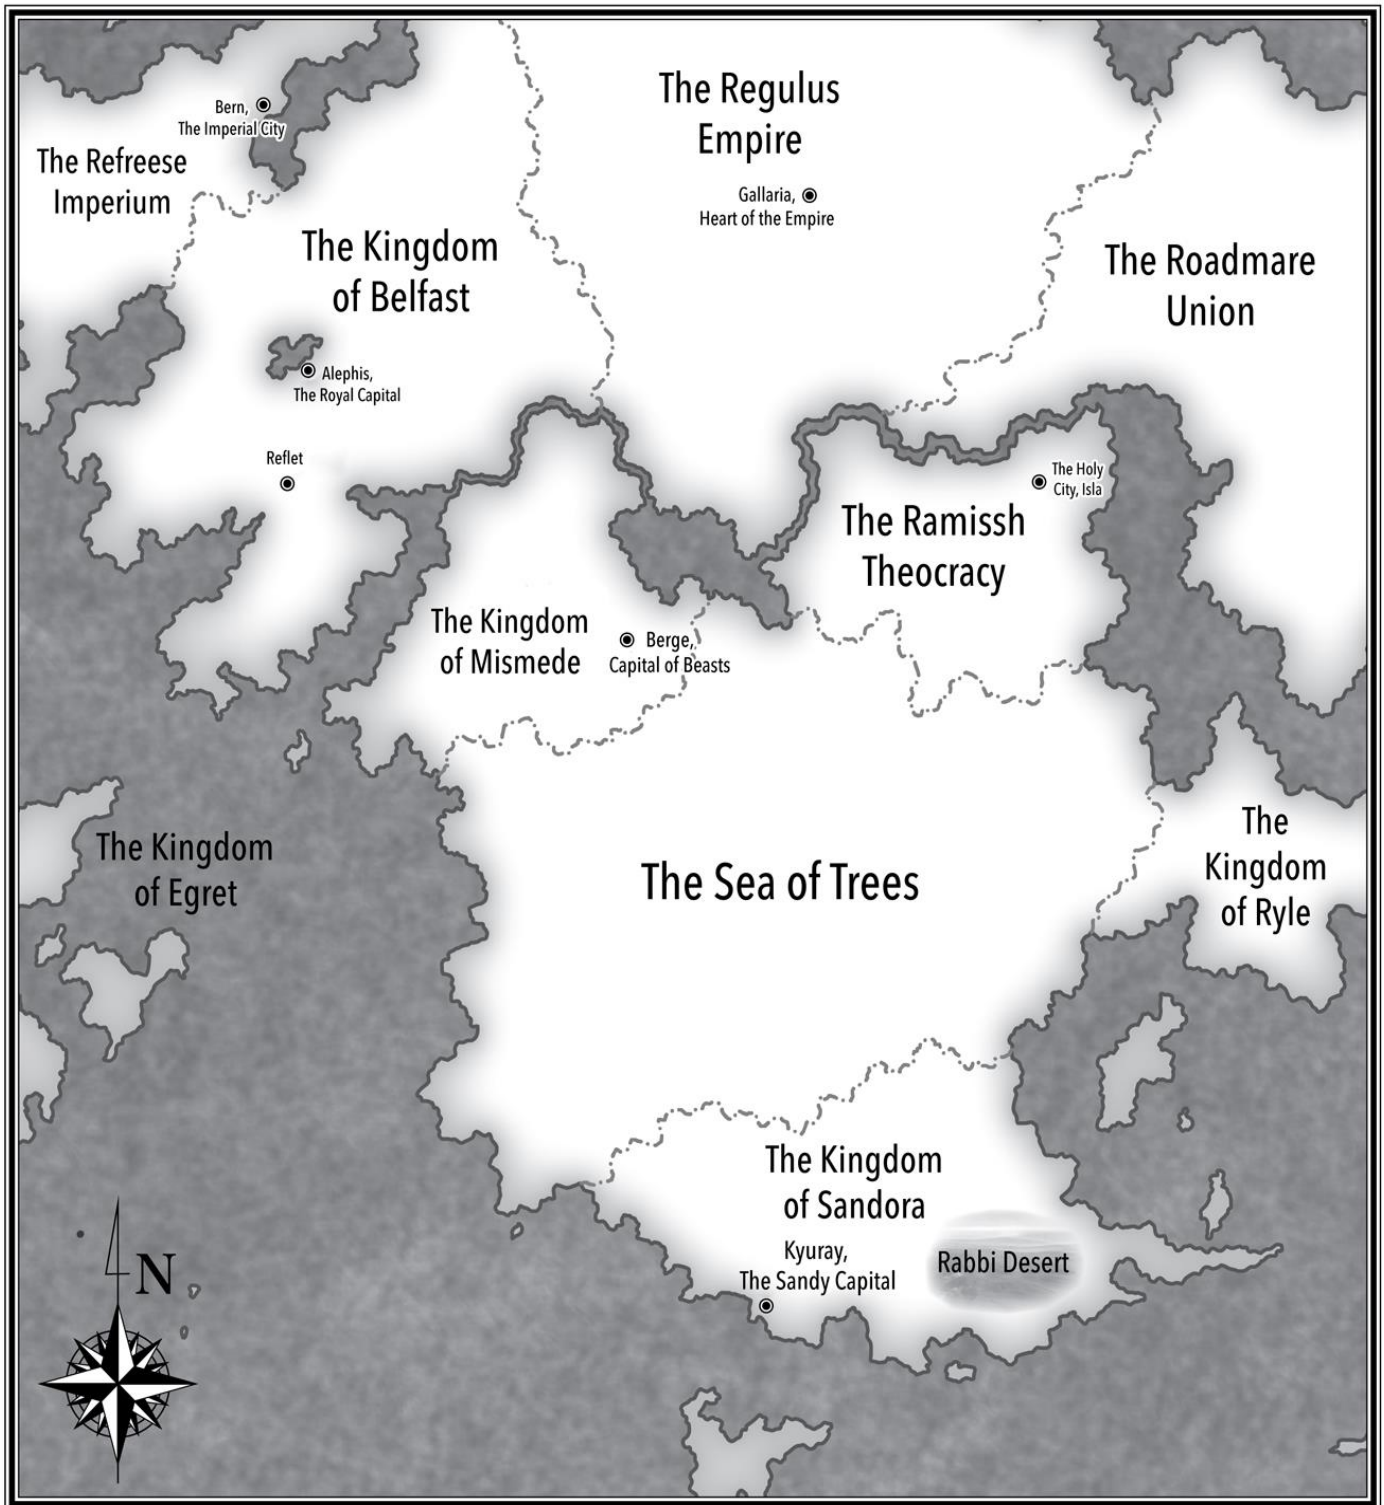 The Regulus
Empire
Bern,
The Imperial City
The Refreese
Imperium
Gallaria,
Heart of the Empire
The Kingdom
of Belfast
The Roadmare
Union
Alephis,
The Royal Capital
Reflet
The Holy
City, Isla
The Ramissh
Theocracy
The Kingdom
of Mismede
Berge,
Capital of Beasts
The Kingdom
of Egret
The Sea of Trees
The
Kingdom
of Ryle
The Kingdom
of Sandora
Kyuray,
The Sandy Capital
Rabbi Desert
N